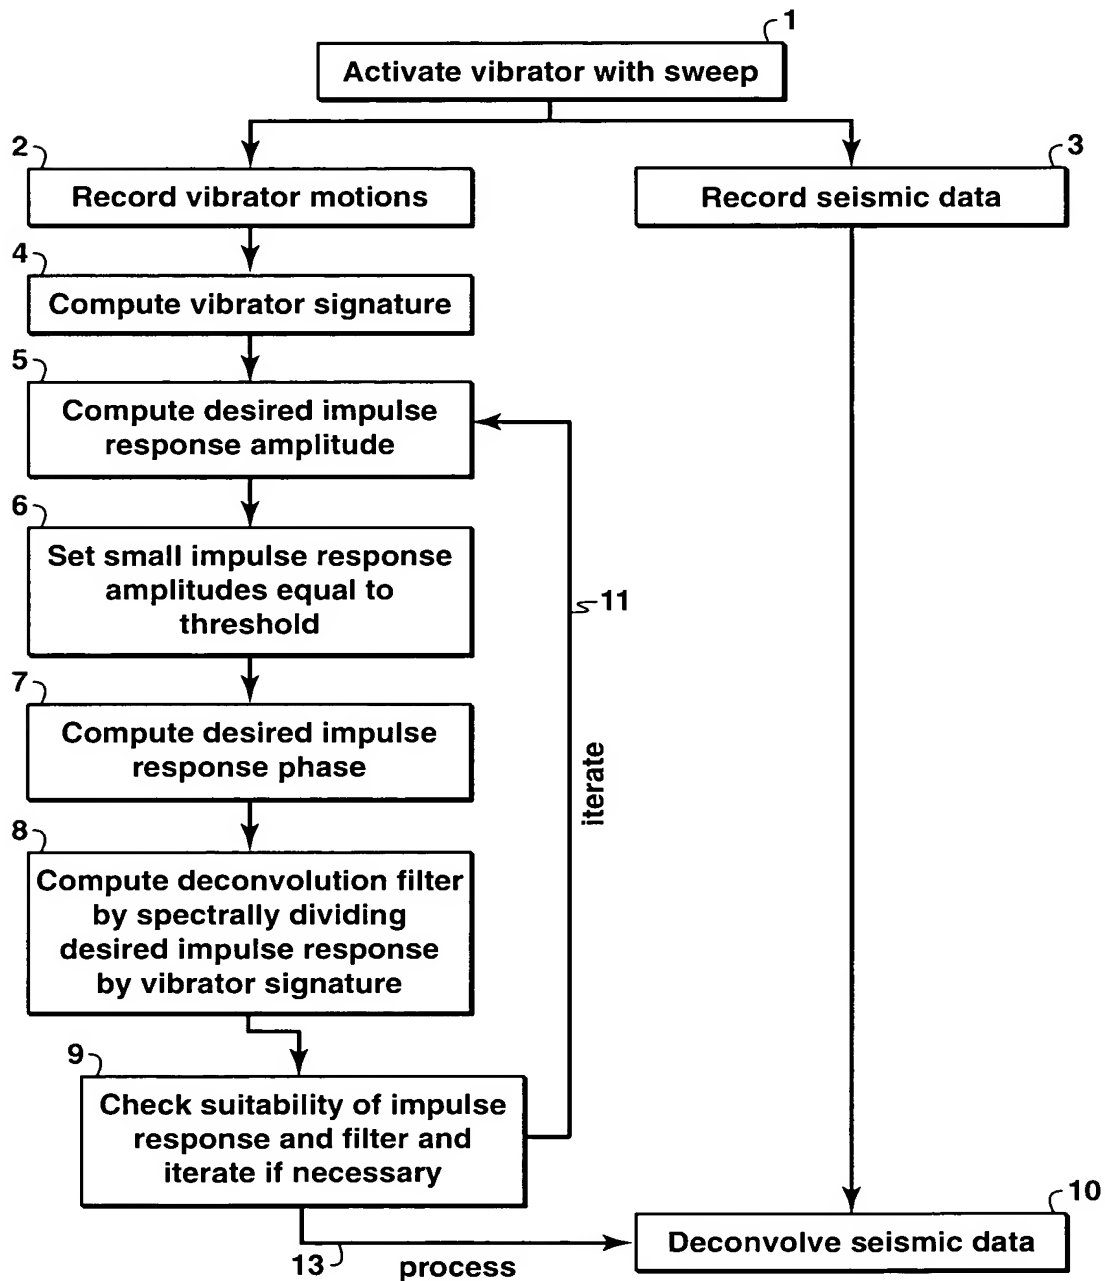 1
Activate vibrator with sweep
2
Record vibrator motions
3
Record seismic data
4
Compute vibrator signature
5
Compute desired impulse
response amplitude
6
Set small impulse response
amplitudes equal to
threshold
11
7
Compute desired impulse
response phase
iterate
8
Compute deconvolution filter
by spectrally dividing
desired impulse response
by vibrator signature
9
Check suitability of impulse
response and filter and
iterate if necessary
10
Deconvolve seismic data
13
process